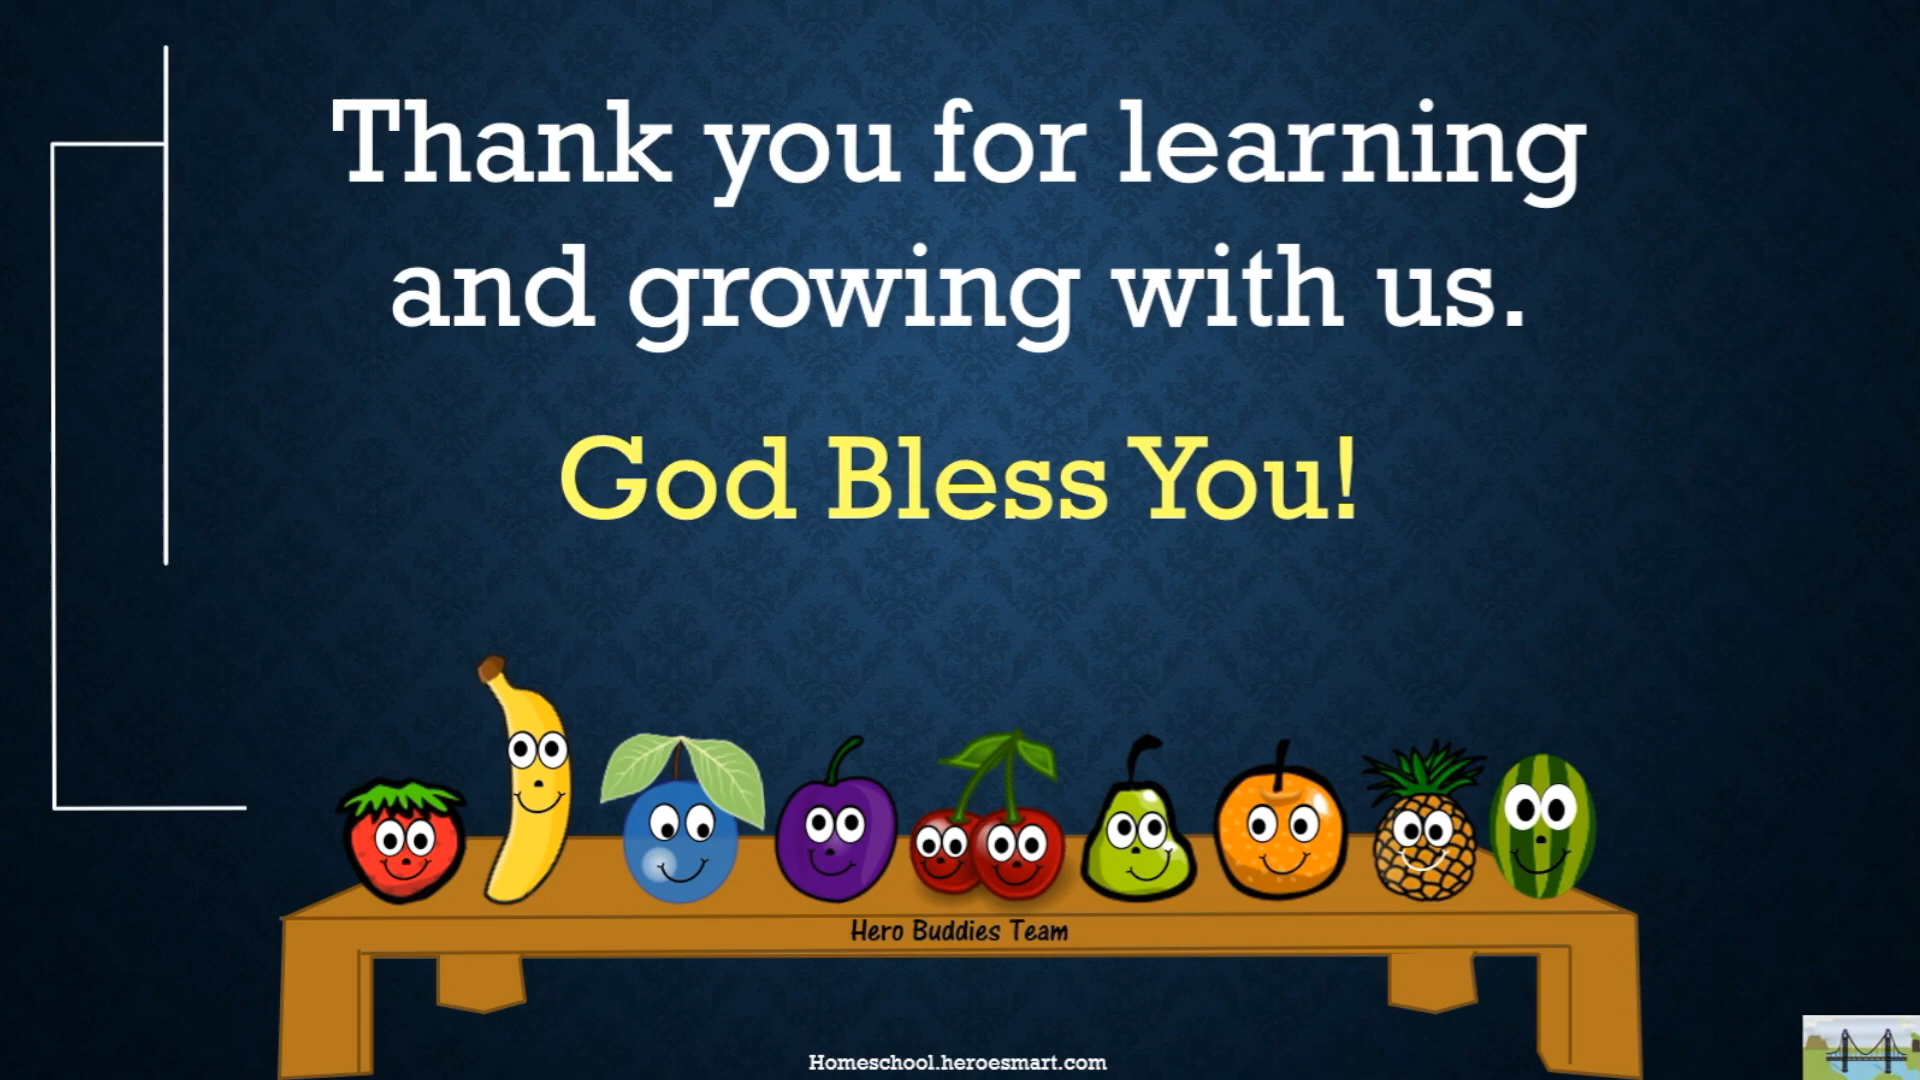 Thank you for learning
and growing with us.
God Bless You!
Hero Buddies Team
Homeschool.heroesmart.com